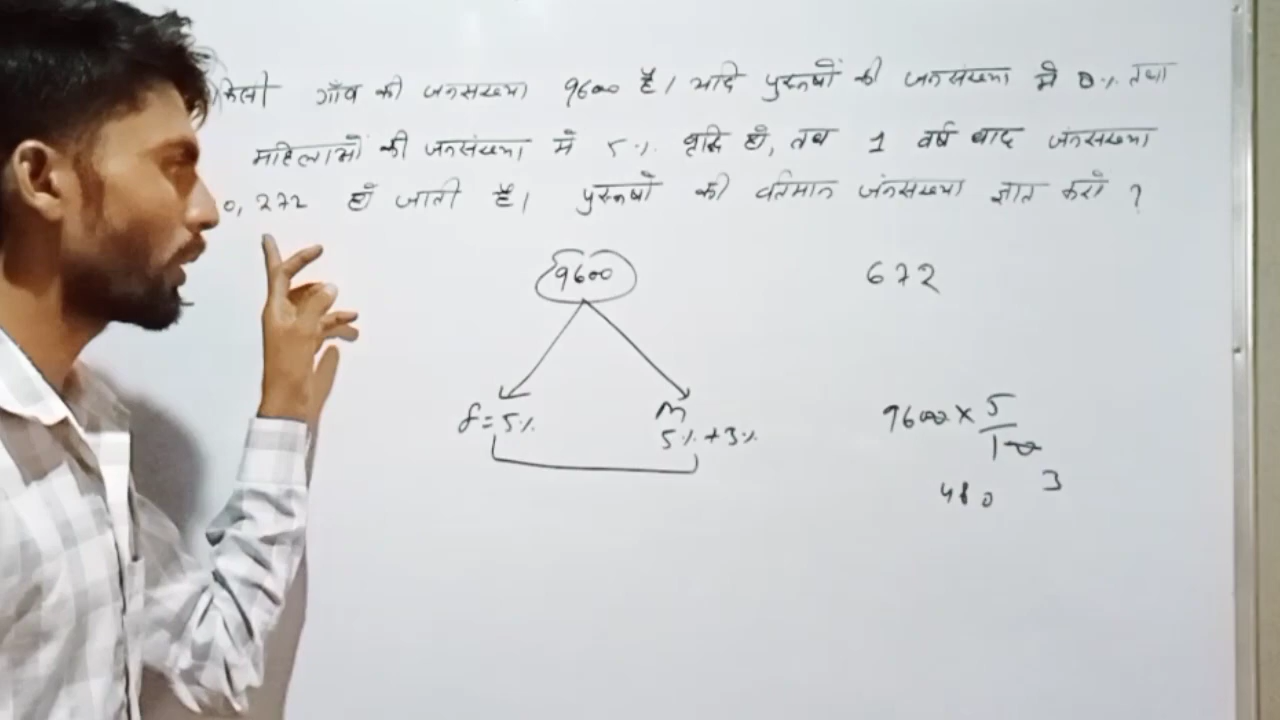 किसी गाँव की जनसंख्या 9600 है। यदि पुरूषों की जनसंख्या में 8% तथा
महिलाओं की जनसंख्या में 5% वृद्धि हो, तब 1 वर्ष बाद जनसंख्या
0,272 हो जाती है। पुरूषों की वर्तमान जनसंख्या ज्ञात करो ?
9600
672
f = 5%
m
5% + 3%
9600 × 5
100
480
3